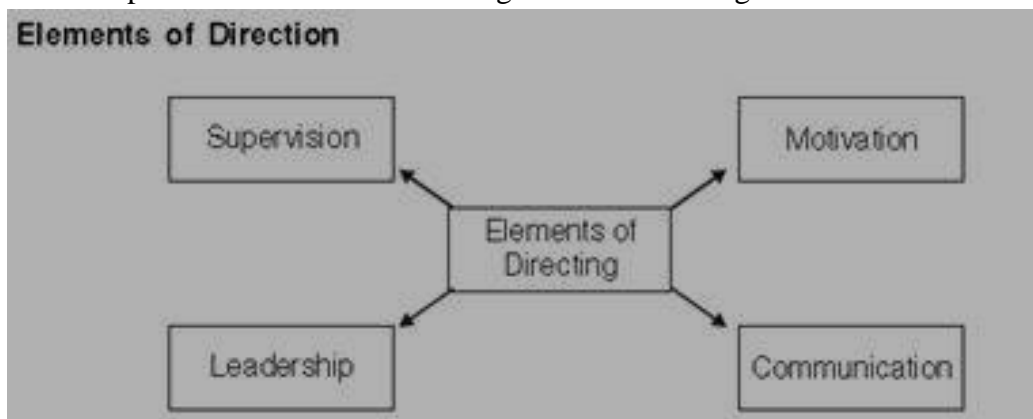 Elements of Direction
Supervision
Motivation
Elements of
Directing
Leadership
Communication